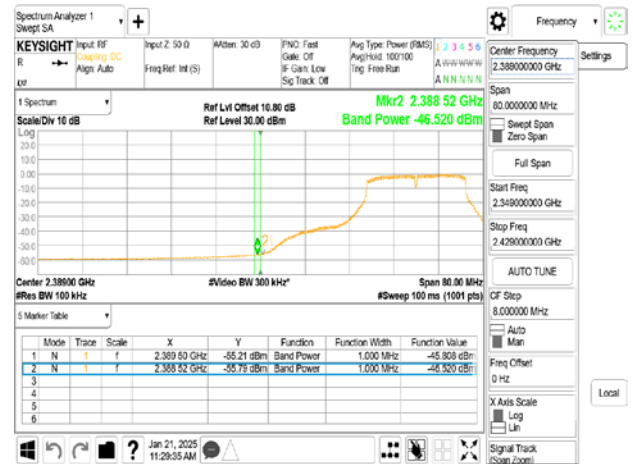 Spectrum Analyzer 1
Swept SA
+
Frequency
KEYSIGHT
Input: RF
Coupling: DC
Align: Auto
Input Z: 50 Ω
Freq Ref: Int (S)
#Atten: 30 dB
PNO: Fast
Gate: Off
IF Gain: Low
Sig Track: Off
Avg Type: Power (RMS)
Avg|Hold: 100/100
Trig: Free Run
1 2 3 4 5 6
A W W W W W
A N N N N N
R
1 Spectrum
Scale/Div 10 dB
Ref Lvl Offset 10.80 dB
Ref Level 30.00 dBm
Mkr2 2.388 52 GHz
Band Power -46.520 dBm
Log
20.0
10.0
0.00
-10.0
-20.0
-30.0
-40.0
-50.0
-60.0
2
Center 2.38900 GHz
#Res BW 100 kHz
#Video BW 300 kHz*
Span 80.00 MHz
#Sweep 100 ms (1001 pts)
5 Marker Table
Mode Trace Scale X Y Function Function Width Function Value
1 N 1 f 2.389 50 GHz -55.21 dBm Band Power 1.000 MHz -45.808 dBm
2 N 1 f 2.388 52 GHz -55.79 dBm Band Power 1.000 MHz -46.520 dBm
3
4
5
6
?
Jan 21, 2025
11:29:35 AM
Center Frequency
2.389000000 GHz
Settings
Span
80.0000000 MHz
Swept Span
Zero Span
Full Span
Start Freq
2.349000000 GHz
Stop Freq
2.429000000 GHz
AUTO TUNE
CF Step
8.000000 MHz
Auto
Man
Freq Offset
0 Hz
X Axis Scale
Log
Lin
Local
Signal Track
(Span Zoom)